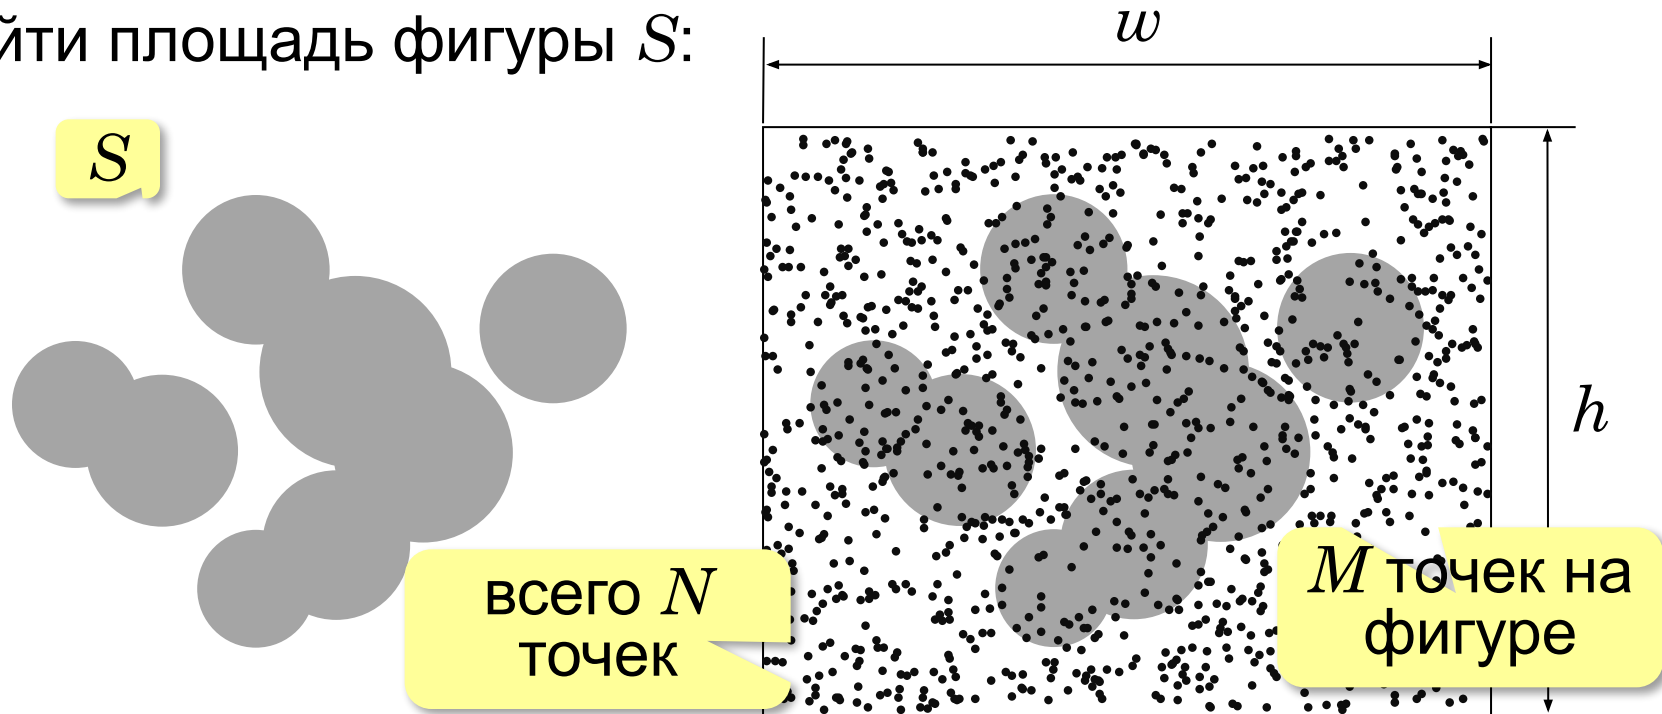 йти площадь фигуры S:
w
S
h
всего N
точек
M точек на
фигуре